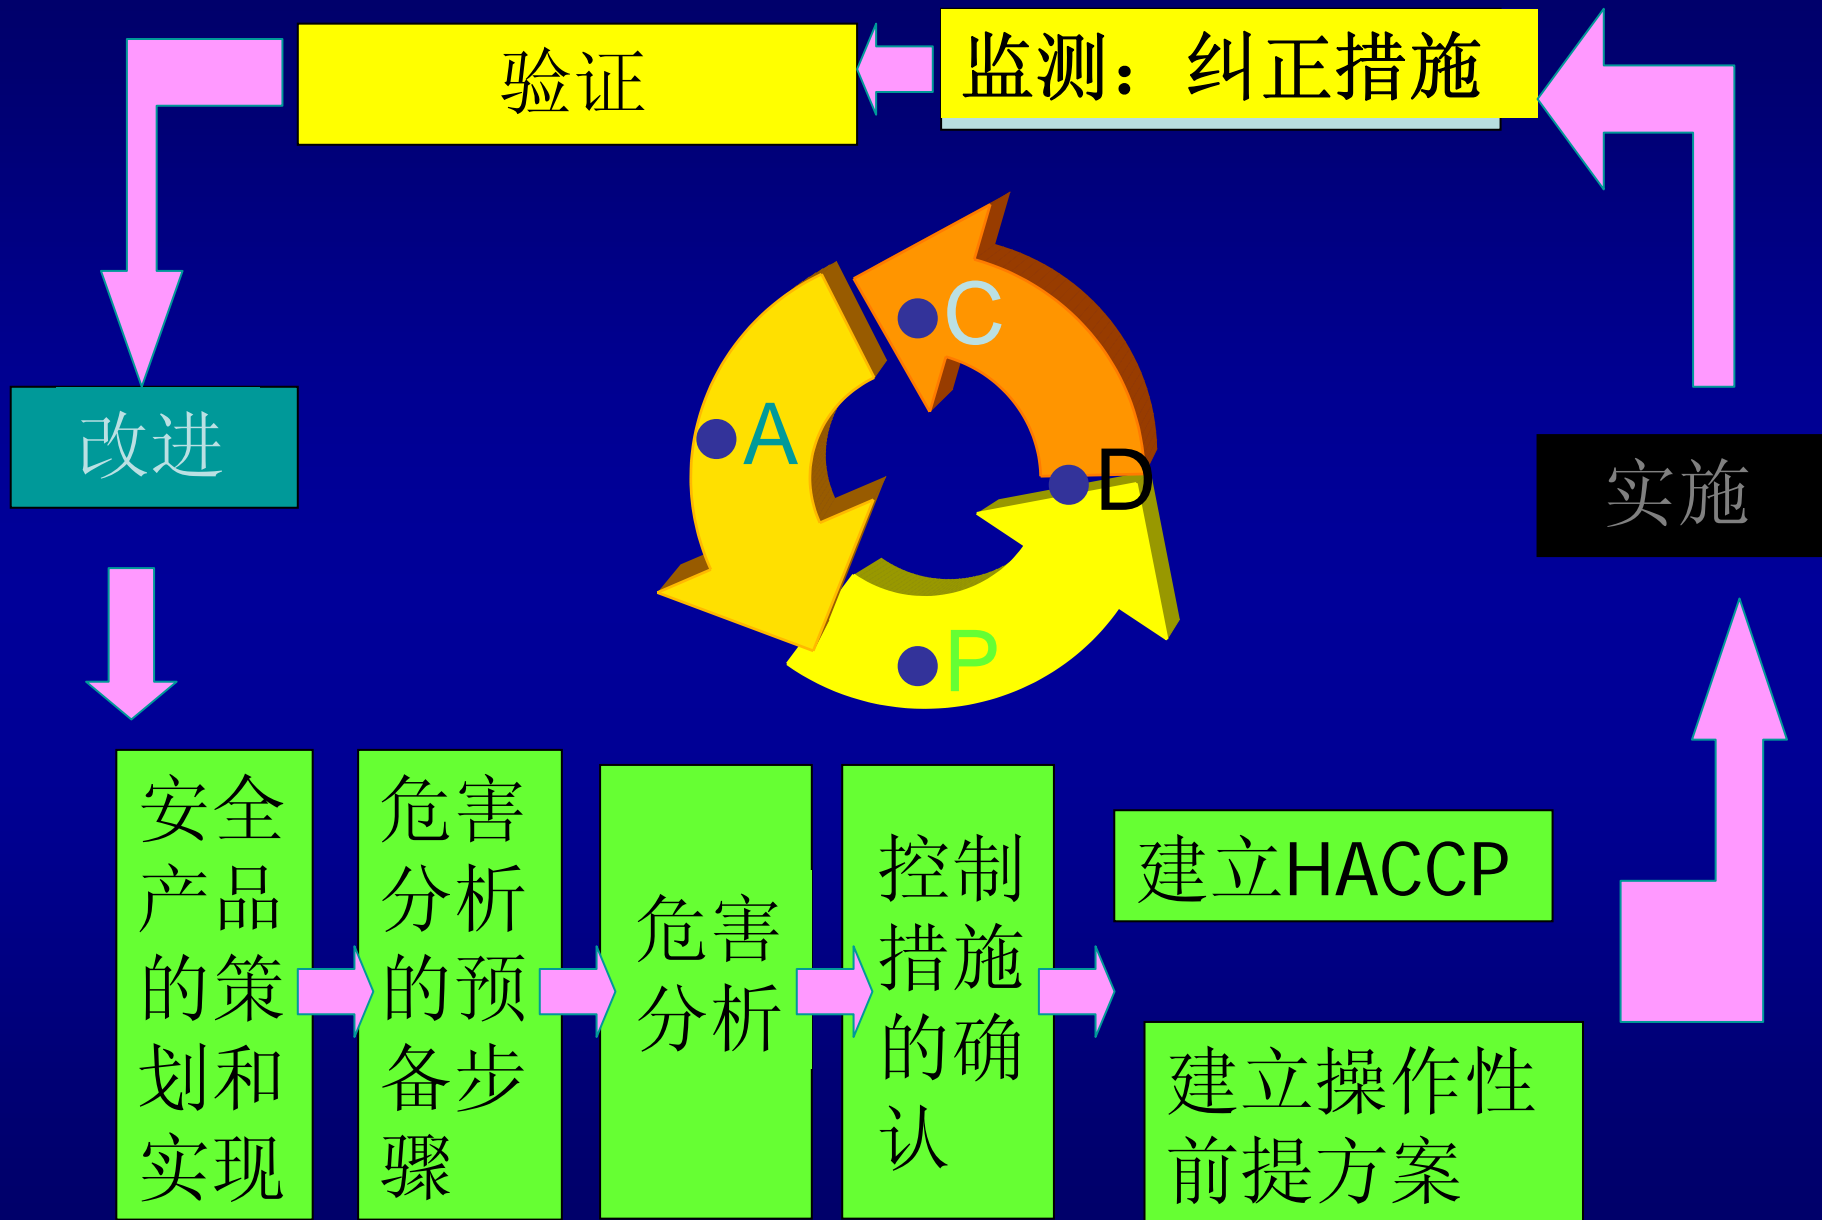 验证
监测：纠正措施
C
A
改进
D
实施
P
安全
产品
的策
划和
实现
危害
分析
的预
备步
骤
危害
分析
控制
措施
的确
认
建立HACCP
建立操作性
前提方案